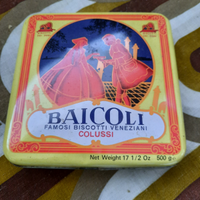 BAICOLI
FAMOSI BISCOTTI VENEZIANI
COLUSSI
Net Weight 17 1/2 Oz 500 g e